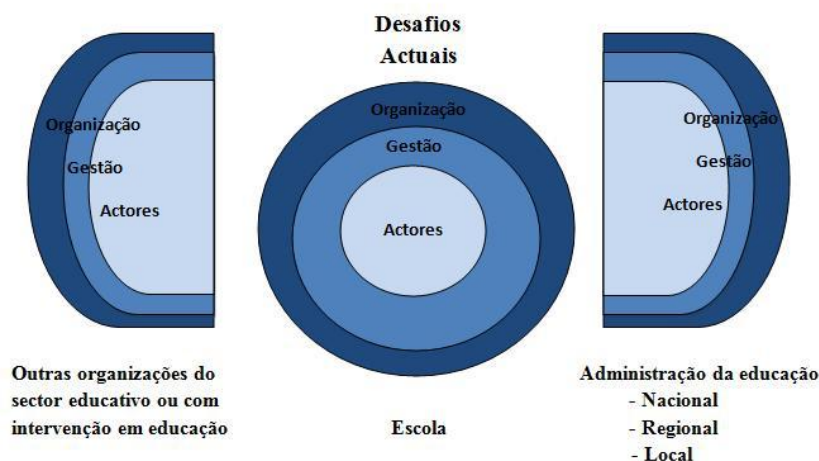 Desafios
Actuais
Organização
Gestão
Actores
Organização
Gestão
Actores
Organização
Gestão
Actores
Outras organizações do
sector educativo ou com
intervenção em educação
Escola
Administração da educação
- Nacional
- Regional
- Local